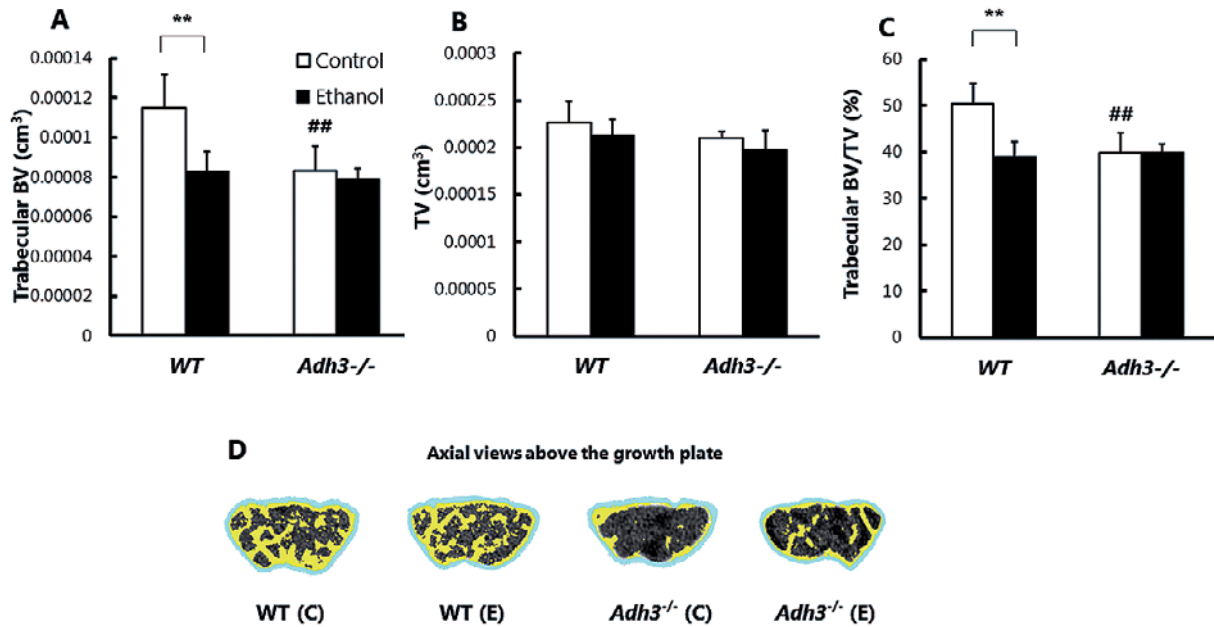 A
**
Trabecular BV (cm³)
0.00014
0.00012
0.0001
0.00008
0.00006
0.00004
0.00002
0
Control
Ethanol
##
WT
Adh3-/-
B
TV (cm³)
0.0003
0.00025
0.0002
0.00015
0.0001
0.00005
0
WT
Adh3-/-
C
**
Trabecular BV/TV (%)
60
50
40
30
20
10
0
##
WT
Adh3-/-
D
Axial views above the growth plate
WT (C)
WT (E)
Adh3⁻/⁻ (C)
Adh3⁻/⁻ (E)